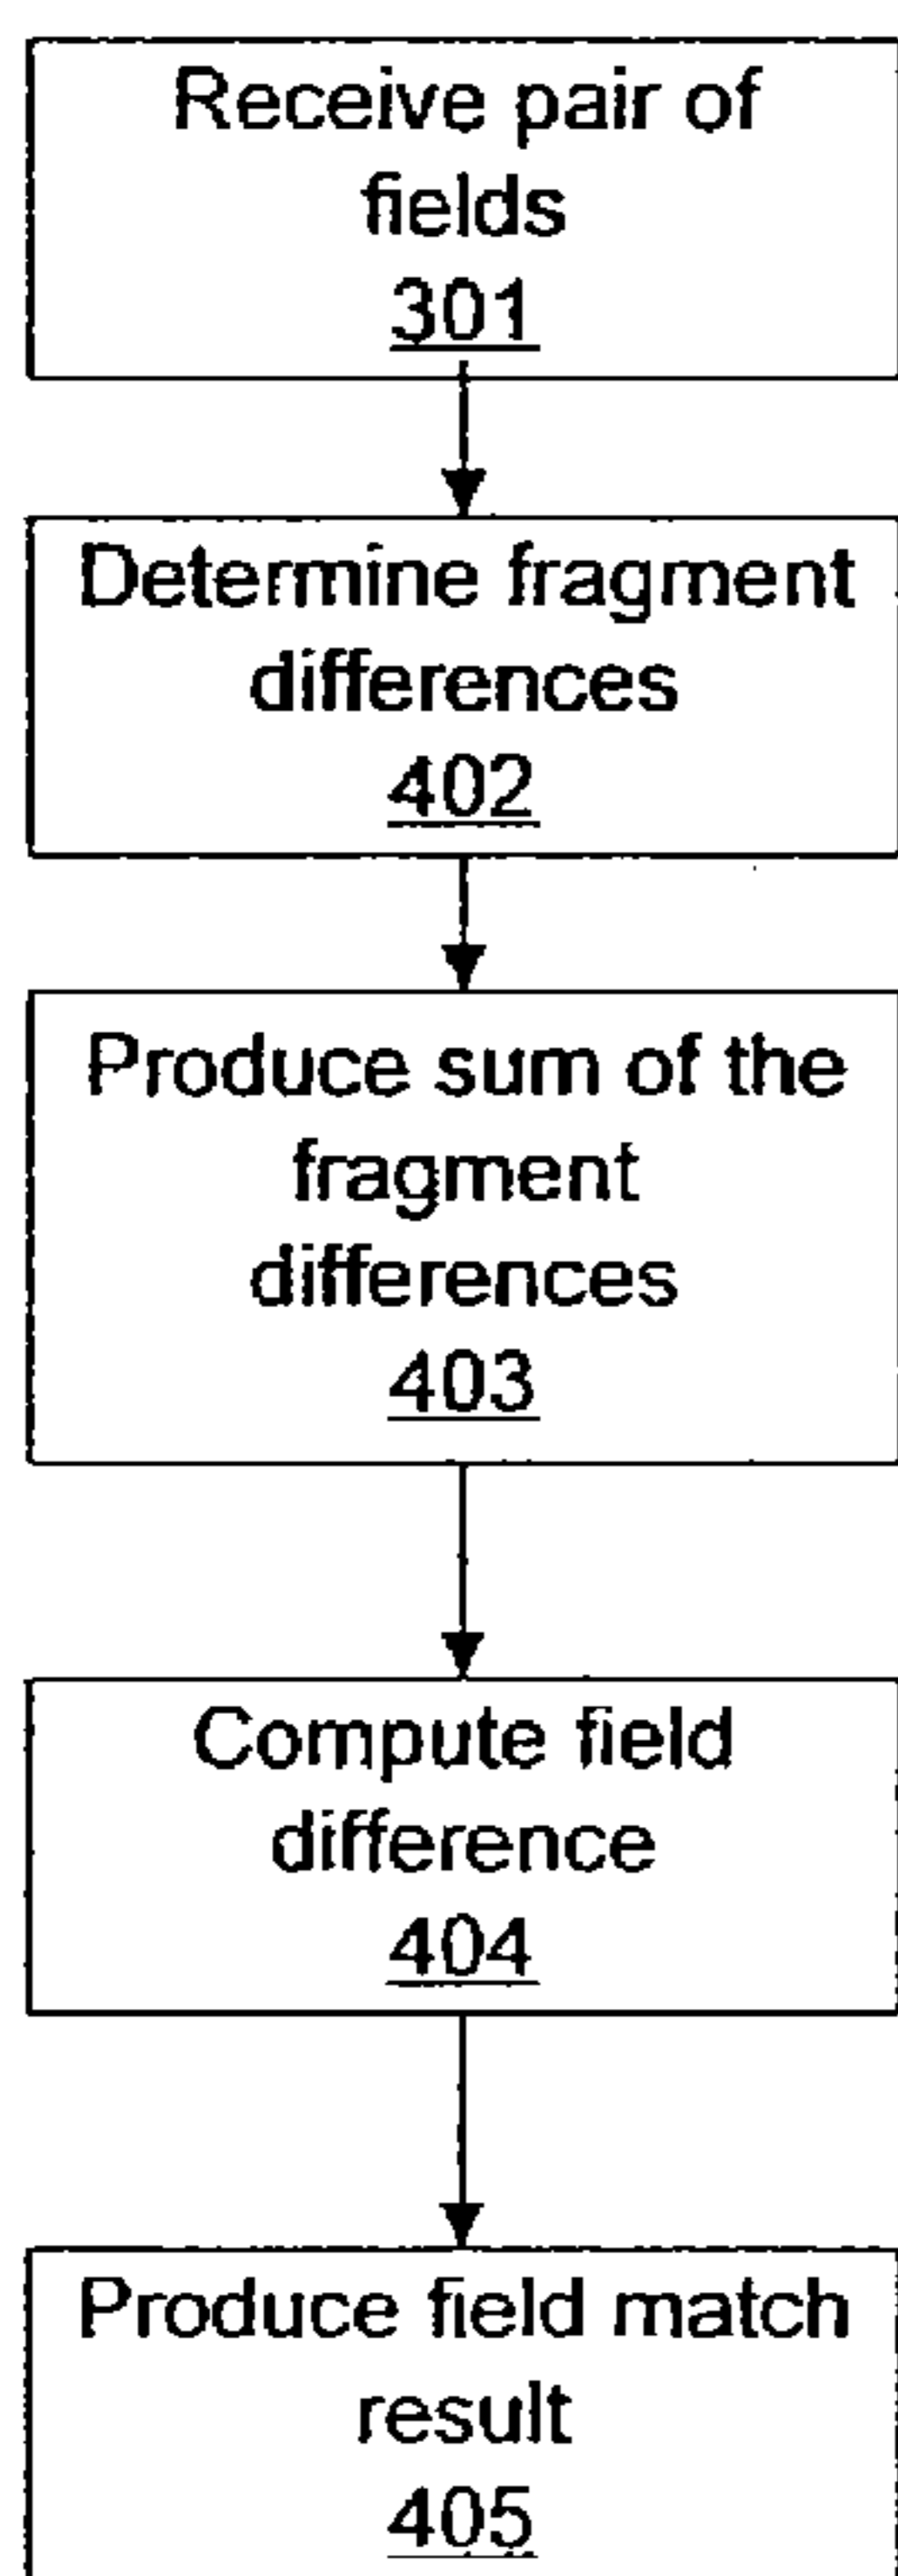 Receive pair of
fields
301
Determine fragment
differences
402
Produce sum of the
fragment
differences
403
Compute field
difference
404
Produce field match
result
405